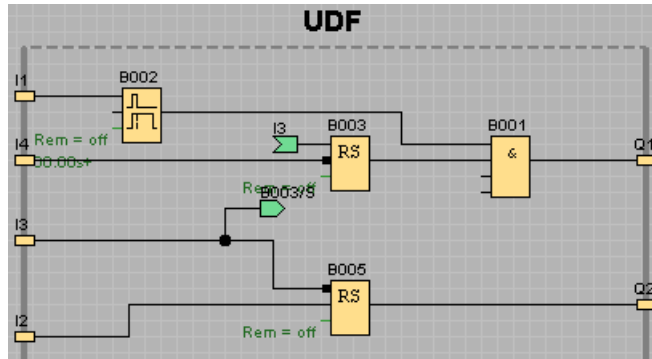 UDF
I1
B002
Rem = off
00.00s+
I3
B003
RS
Rem = off
B001
&
Q1
I4
B003/S
I3
B005
RS
Rem = off
Q2
I2